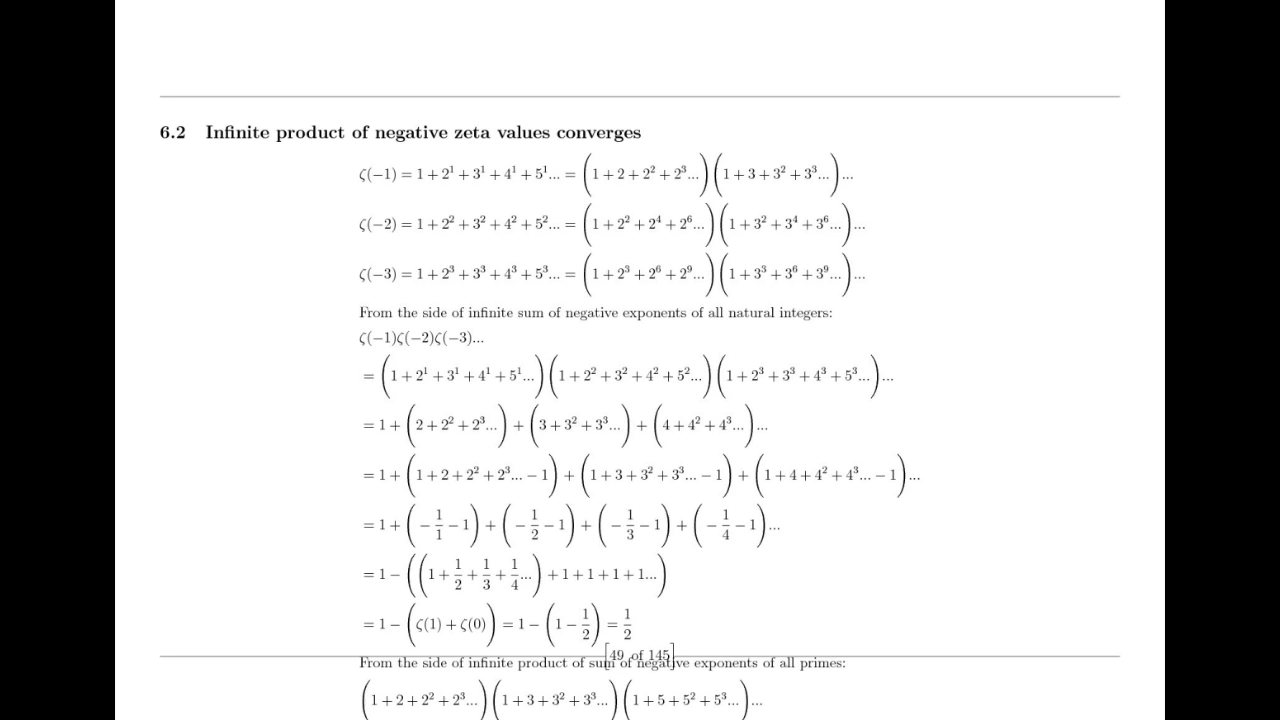 6.2 Infinite product of negative zeta values converges
ζ(−1) = 1 + 2¹ + 3¹ + 4¹ + 5¹... = (1 + 2 + 2² + 2³...)(1 + 3 + 3² + 3³...)...
ζ(−2) = 1 + 2² + 3² + 4² + 5²... = (1 + 2² + 2⁴ + 2⁶...)(1 + 3² + 3⁴ + 3⁶...)...
ζ(−3) = 1 + 2³ + 3³ + 4³ + 5³... = (1 + 2³ + 2⁶ + 2⁹...)(1 + 3³ + 3⁶ + 3⁹...)...
From the side of infinite sum of negative exponents of all natural integers:
ζ(−1)ζ(−2)ζ(−3)...
= (1 + 2¹ + 3¹ + 4¹ + 5¹...)(1 + 2² + 3² + 4² + 5²...)(1 + 2³ + 3³ + 4³ + 5³...)...
= 1 + (2 + 2² + 2³...) + (3 + 3² + 3³...) + (4 + 4² + 4³...)...
= 1 + (1 + 2 + 2² + 2³... − 1) + (1 + 3 + 3² + 3³... − 1) + (1 + 4 + 4² + 4³... − 1)...
= 1 + (−1/1 − 1) + (−1/2 − 1) + (−1/3 − 1) + (−1/4 − 1)...
= 1 − ((1 + 1/2 + 1/3 + 1/4...) + 1 + 1 + 1 + 1...)
= 1 − (ζ(1) + ζ(0)) = 1 − (1 − 1/2) = 1/2
[49 of 145]
From the side of infinite product of sum of negative exponents of all primes:
(1 + 2 + 2² + 2³...)(1 + 3 + 3² + 3³...)(1 + 5 + 5² + 5³...)...